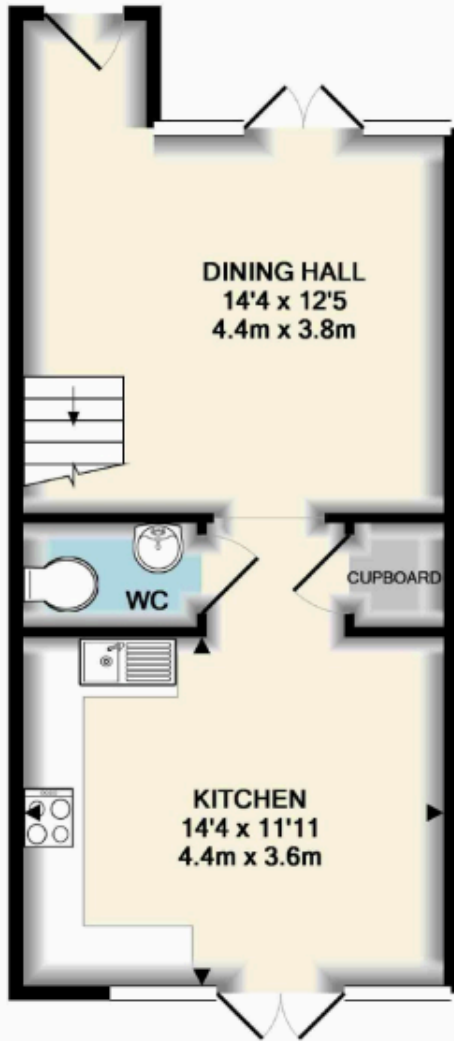 DINING HALL
14'4 x 12'5
4.4m x 3.8m
WC
CUPBOARD
KITCHEN
14'4 x 11'11
4.4m x 3.6m